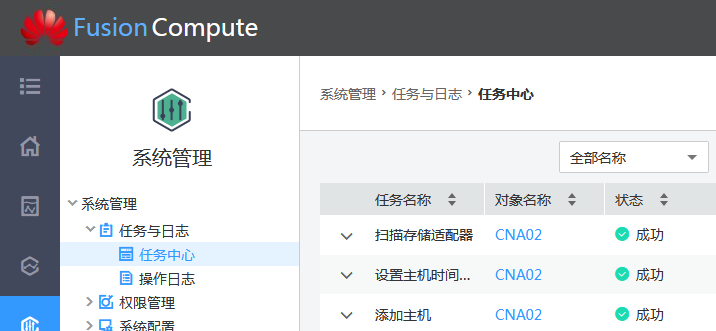 FusionCompute
系统管理 › 任务与日志 › 任务中心
系统管理
全部名称
系统管理
任务与日志
任务中心
操作日志
权限管理
系统配置
任务名称 对象名称 状态
扫描存储适配器 CNA02 成功
设置主机时间... CNA02 成功
添加主机 CNA02 成功